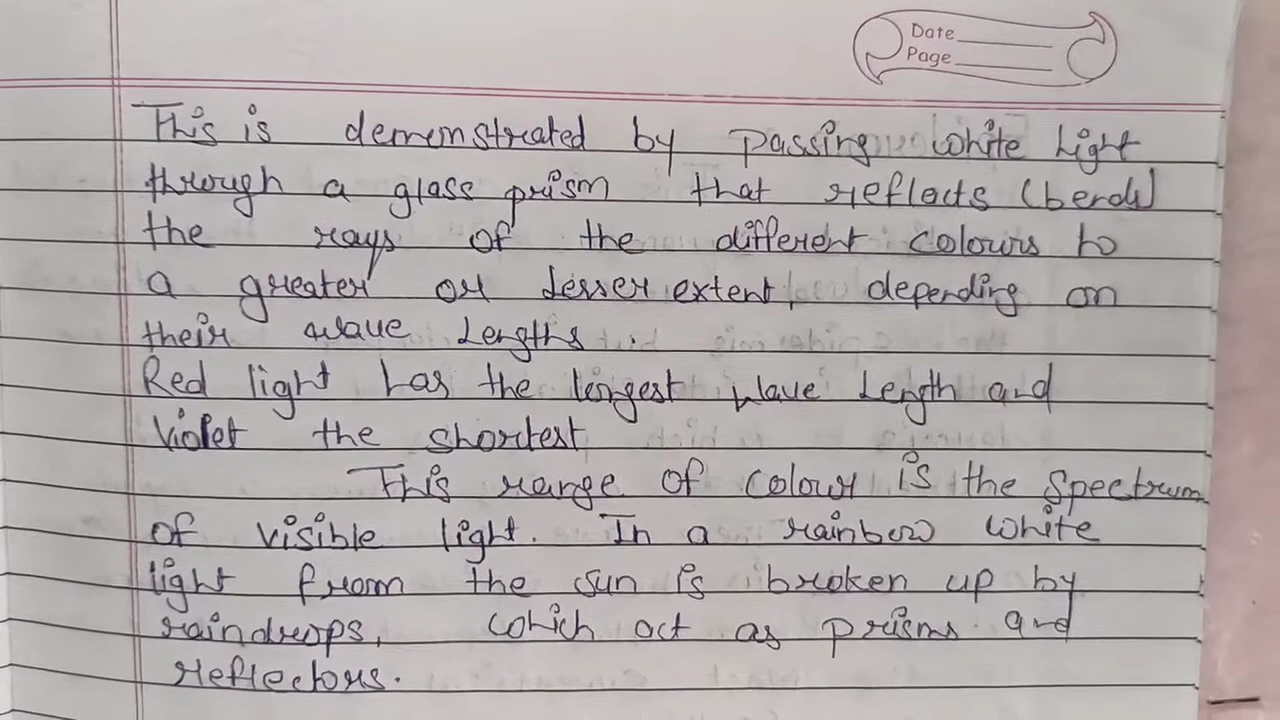 Date
Page
This is demonstrated by passing white light
through a glass prism that reflects (bends)
the rays of the different colours to
a greater or lesser extent, depending on
their wave lengths.
Red light has the longest wave length and
violet the shortest
This range of colour is the spectrum
of visible light. In a rainbow white
light from the sun is broken up by
raindrops, which act as prisms and
reflectors.